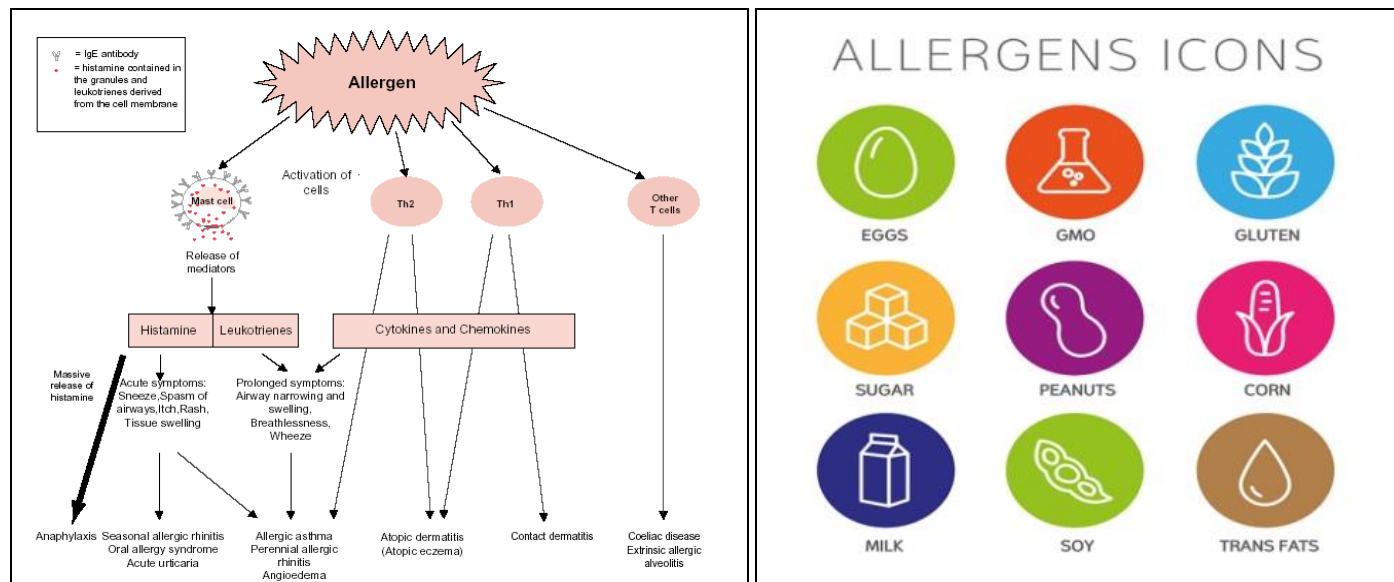 = IgE antibody
= histamine contained in
the granules and
leukotrienes derived
from the cell membrane
Allergen
Activation of
cells
Mast cell
Th2
Th1
Other
T cells
Release of
mediators
Histamine
Leukotrienes
Cytokines and Chemokines
Massive
release of
histamine
Acute symptoms:
Sneeze,Spasm of
airways,Itch,Rash,
Tissue swelling
Prolonged symptoms:
Airway narrowing and
swelling,
Breathlessness,
Wheeze
Anaphylaxis
Seasonal allergic rhinitis
Oral allergy syndrome
Acute urticaria
Allergic asthma
Perennial allergic
rhinitis
Angioedema
Atopic dermatitis
(Atopic eczema)
Contact dermatitis
Coeliac disease
Extrinsic allergic
alveolitis
ALLERGENS ICONS
EGGS
GMO
GLUTEN
SUGAR
PEANUTS
CORN
MILK
SOY
TRANS FATS